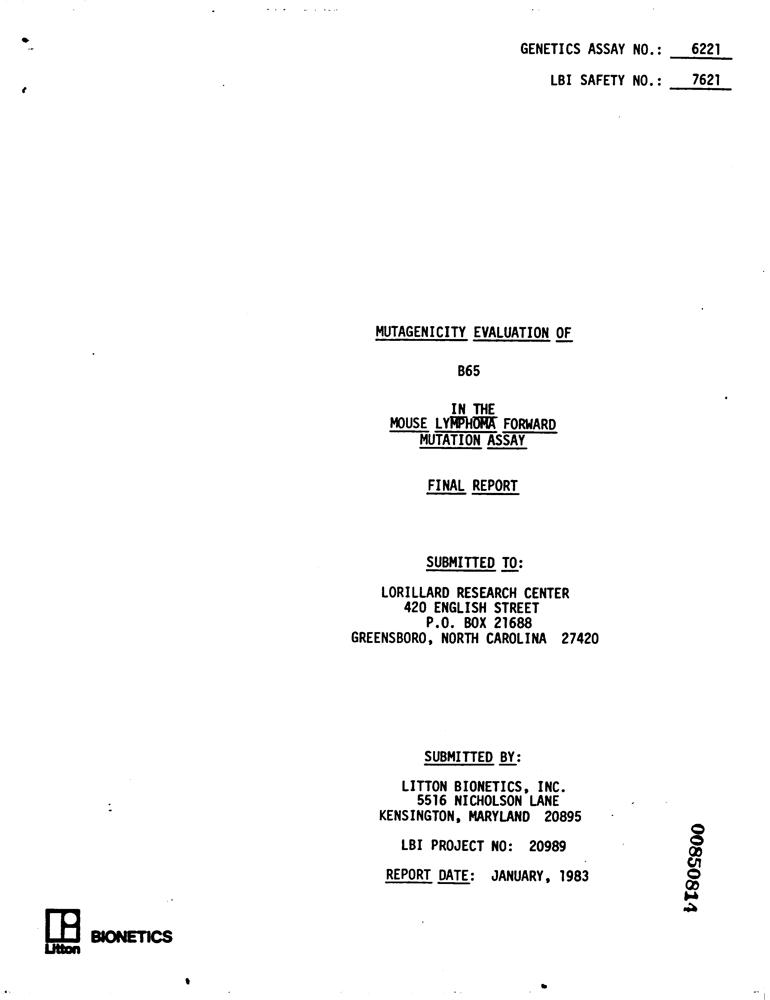 GENETICS ASSAY NO.: 6221
LBI SAFETY NO.: 7621
MUTAGENICITY EVALUATION OF
B65
IN THE
MOUSE LYMPHOMA FORWARD
MUTATION ASSAY
FINAL REPORT
SUBMITTED TO:
LORILLARD RESEARCH CENTER
420 ENGLISH STREET
P.O. BOX 21688
GREENSBORO, NORTH CAROLINA 27420
SUBMITTED BY:
LITTON BIONETICS, INC.
5516 NICHOLSON LANE
KENSINGTON, MARYLAND 20895
LBI PROJECT NO: 20989
REPORT DATE: JANUARY, 1983
00850814
BIONETICS
Litton